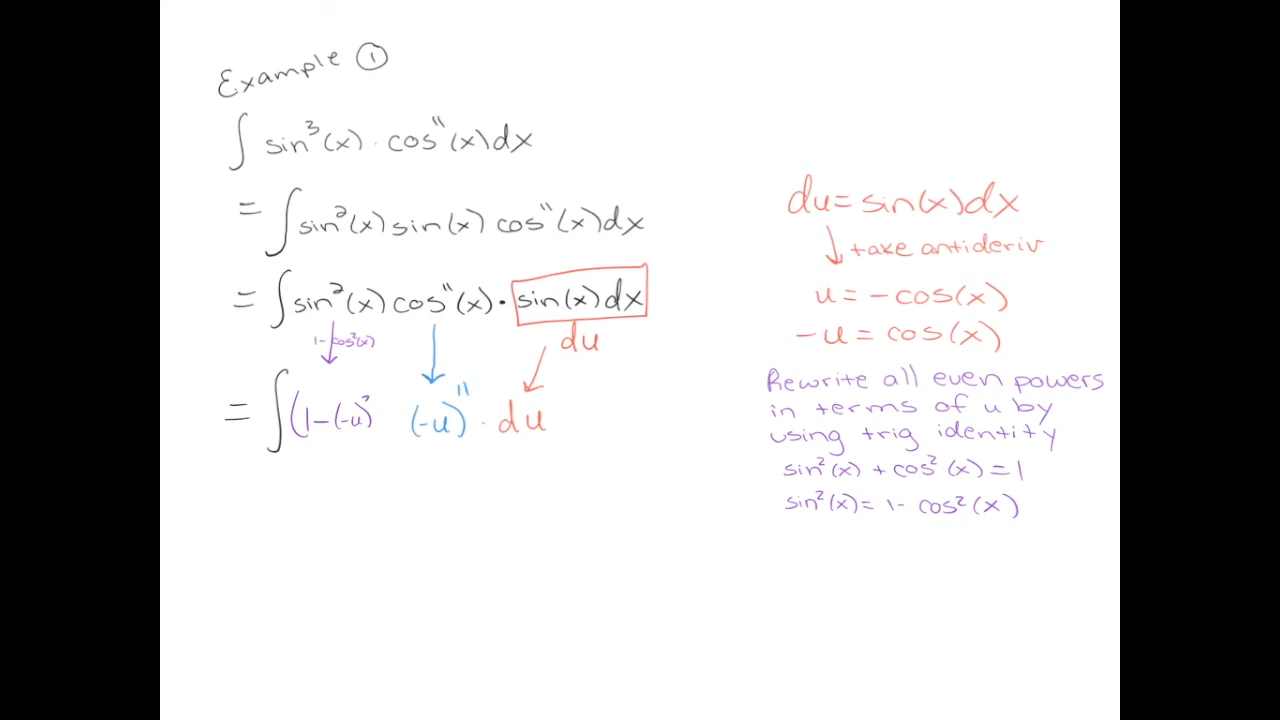 Example ①
∫ sin³(x) · cos¹¹(x)dx
= ∫ sin²(x) sin(x) cos¹¹(x)dx
= ∫ sin²(x) cos¹¹(x) · sin(x)dx
1-cos²(x)
du
= ∫ (1-(-u)² (-u)¹¹ · du
du = sin(x)dx
↓ take antideriv
u = -cos(x)
-u = cos(x)
Rewrite all even powers
in terms of u by
using trig identity
sin²(x) + cos²(x) = 1
sin²(x) = 1 - cos²(x)